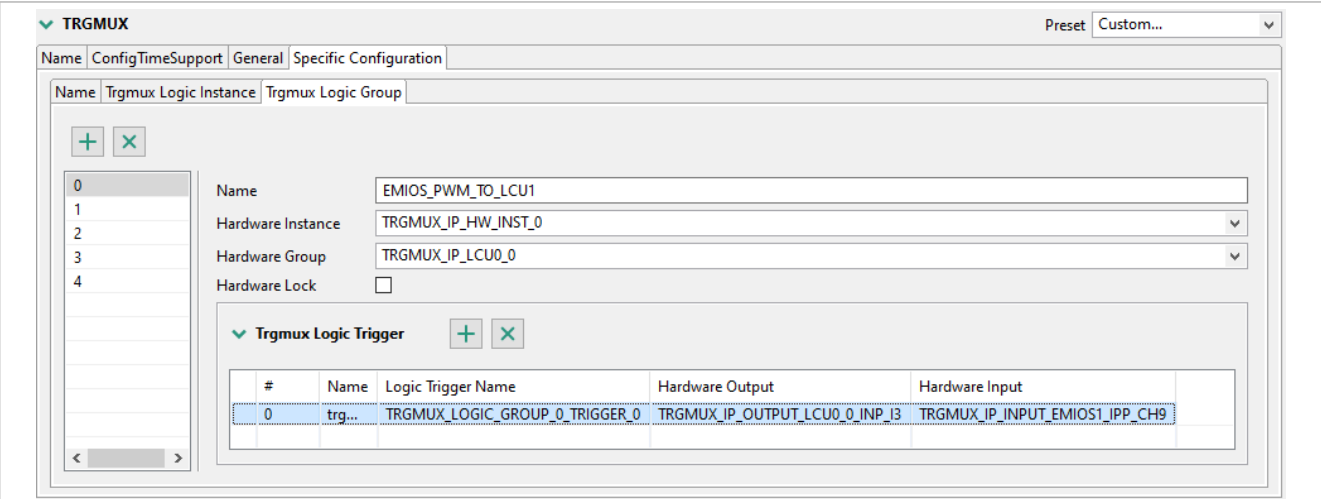 TRGMUX Preset Custom...
Name ConfigTimeSupport General Specific Configuration
Name Trgmux Logic Instance Trgmux Logic Group
0
1
2
3
4
Name EMIOS_PWM_TO_LCU1
Hardware Instance TRGMUX_IP_HW_INST_0
Hardware Group TRGMUX_IP_LCU0_0
Hardware Lock
Trgmux Logic Trigger
# Name Logic Trigger Name Hardware Output Hardware Input
0 trg... TRGMUX_LOGIC_GROUP_0_TRIGGER_0 TRGMUX_IP_OUTPUT_LCU0_0_INP_I3 TRGMUX_IP_INPUT_EMIOS1_IPP_CH9